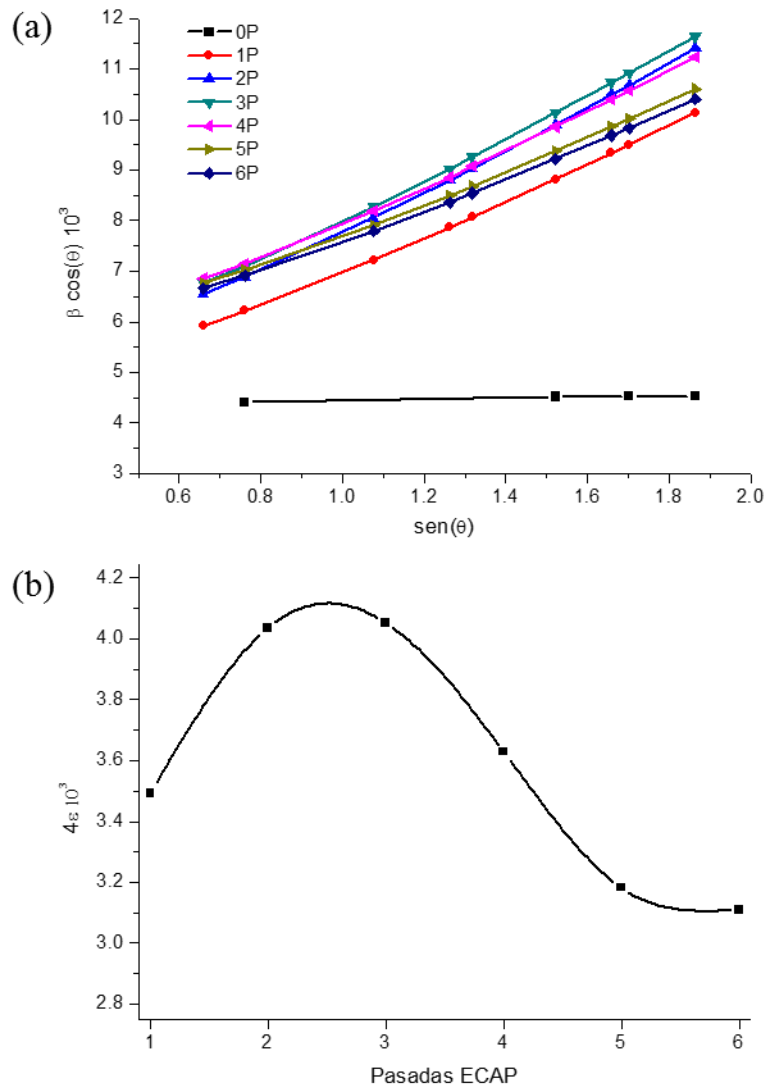 (a)
0P
1P
2P
3P
4P
5P
6P
12
11
10
9
8
7
6
5
4
3
β cos(θ) 10³
0.6 0.8 1.0 1.2 1.4 1.6 1.8 2.0
sen(θ)
(b)
4.2
4.0
3.8
3.6
3.4
3.2
3.0
2.8
4ε 10³
1 2 3 4 5 6
Pasadas ECAP